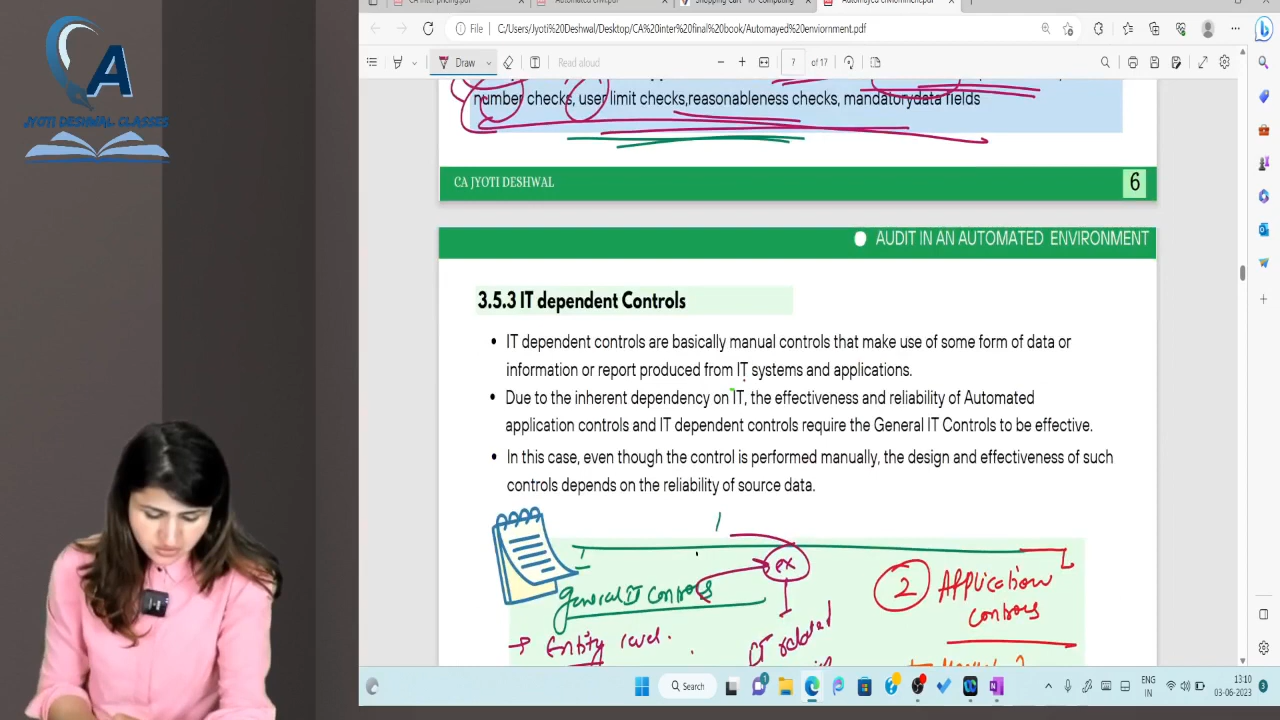 File | C:/Users/Jyoti%20Deshwal/Desktop/CA%20inter%20final%20book/Automayed%20enviornment.pdf
Draw
Read aloud
7 of 17
A
JYOTI DESHWAL CLASSES
number checks, user limit checks,reasonableness checks, mandatorydata fields
CA JYOTI DESHWAL
6
AUDIT IN AN AUTOMATED ENVIRONMENT
3.5.3 IT dependent Controls
• IT dependent controls are basically manual controls that make use of some form of data or
information or report produced from IT systems and applications.
• Due to the inherent dependency on IT, the effectiveness and reliability of Automated
application controls and IT dependent controls require the General IT Controls to be effective.
• In this case, even though the control is performed manually, the design and effectiveness of such
controls depends on the reliability of source data.
ex
General IT controls
2 Application
controls
→ Entity level.
IT related
Search
ENG
IN
13:10
03-06-2023